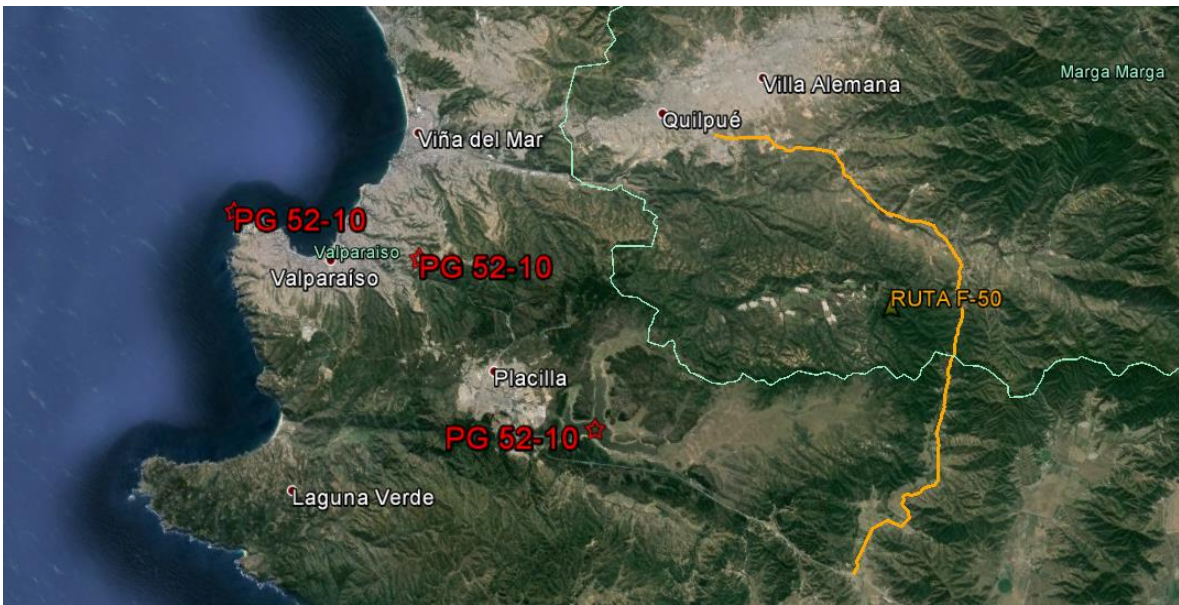 Marga Marga
Villa Alemana
Quilpué
Viña del Mar
PG 52-10
Valparaíso
Valparaíso
PG 52-10
RUTA F-50
Placilla
PG 52-10
Laguna Verde